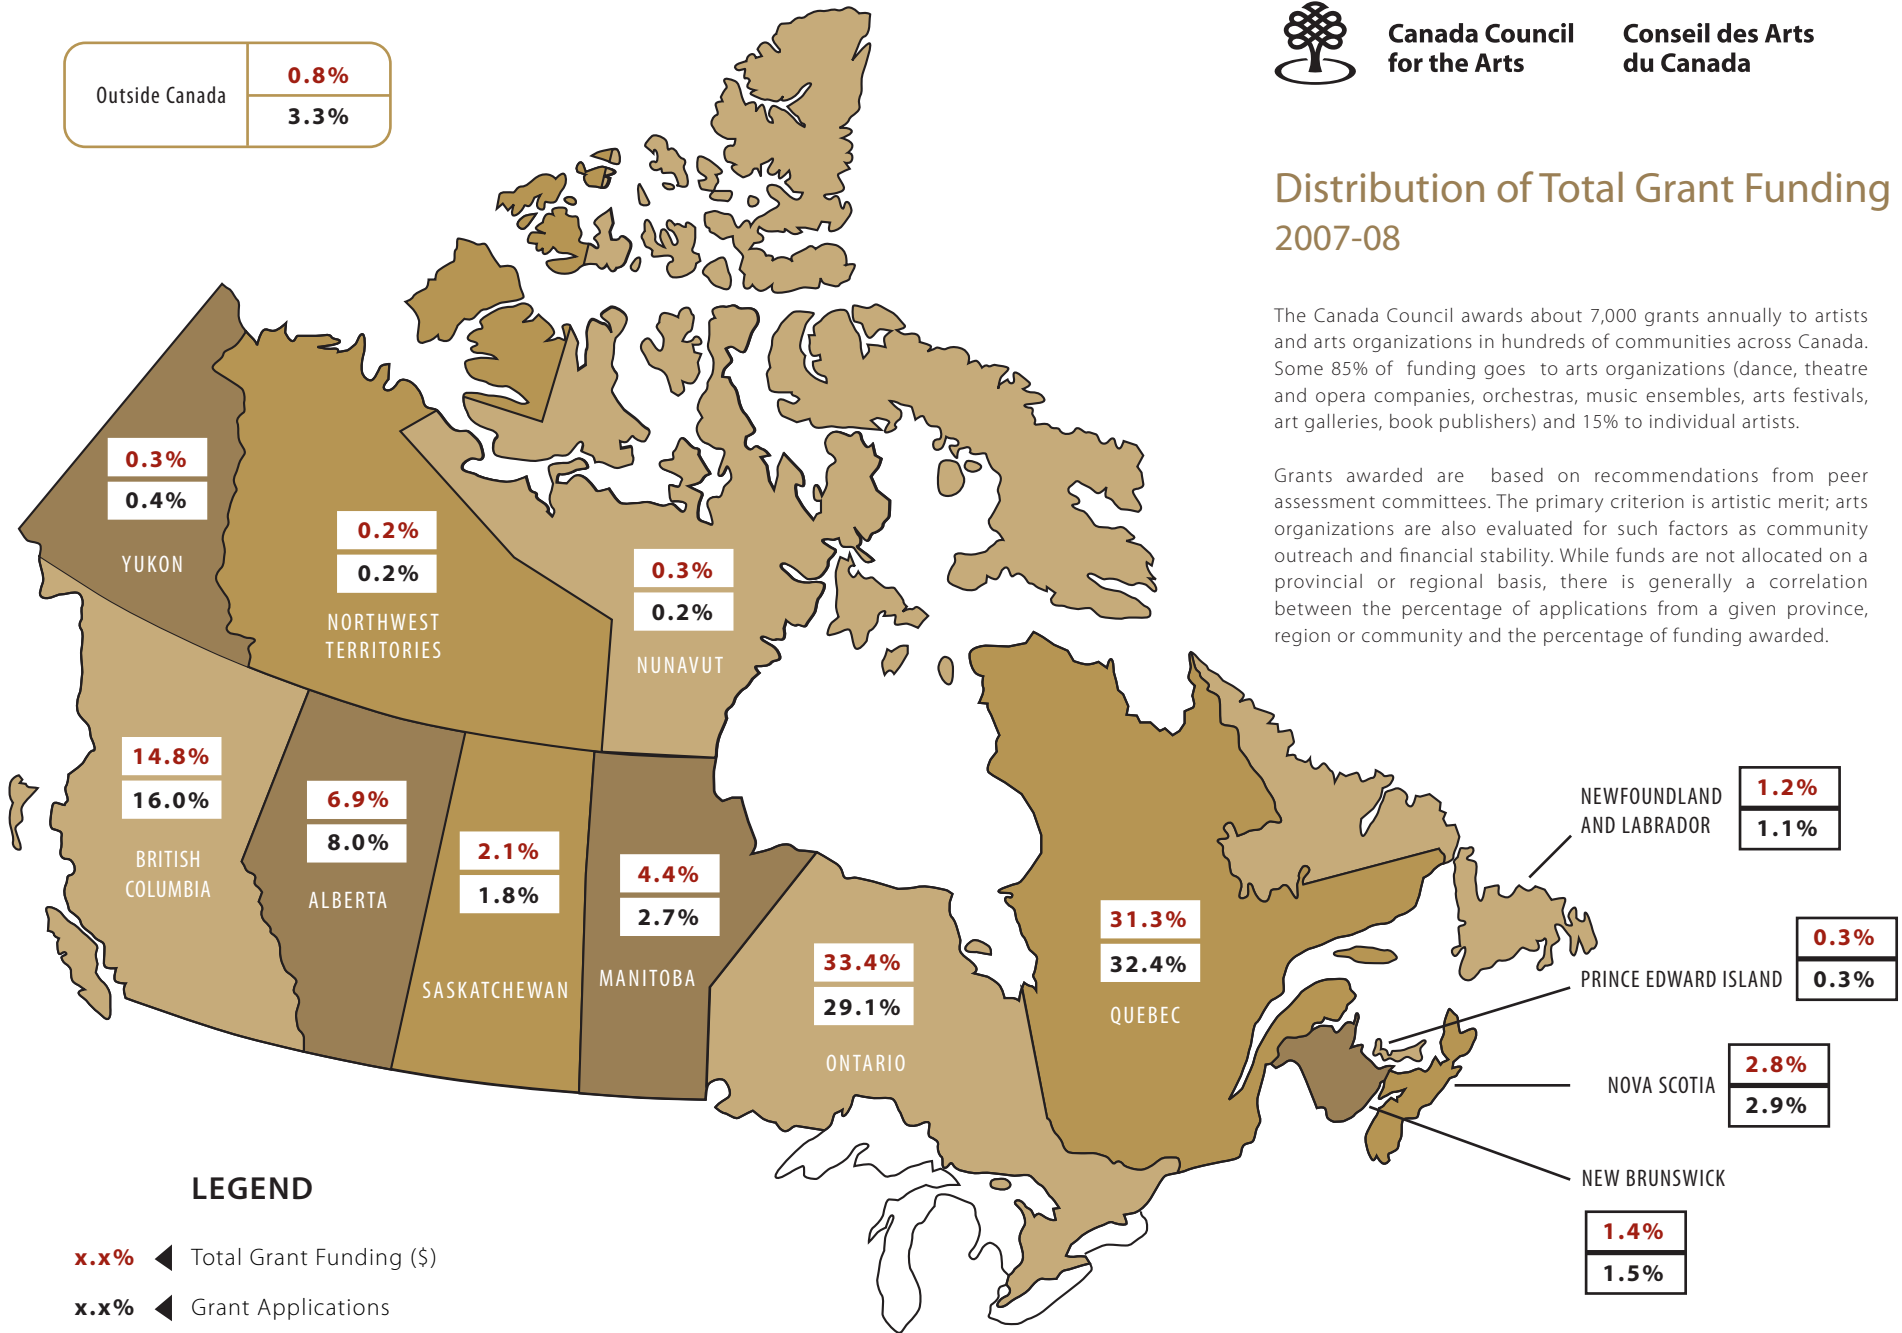 Canada Council
for the Arts
Conseil des Arts
du Canada
Outside Canada
0.8%
3.3%
Distribution of Total Grant Funding
2007-08
The Canada Council awards about 7,000 grants annually to artists
and arts organizations in hundreds of communities across Canada.
Some 85% of funding goes to arts organizations (dance, theatre
and opera companies, orchestras, music ensembles, arts festivals,
art galleries, book publishers) and 15% to individual artists.
Grants awarded are based on recommendations from peer
assessment committees. The primary criterion is artistic merit; arts
organizations are also evaluated for such factors as community
outreach and financial stability. While funds are not allocated on a
provincial or regional basis, there is generally a correlation
between the percentage of applications from a given province,
region or community and the percentage of funding awarded.
0.3%
0.4%
YUKON
0.2%
0.2%
NORTHWEST
TERRITORIES
0.3%
0.2%
NUNAVUT
14.8%
16.0%
BRITISH
COLUMBIA
6.9%
8.0%
ALBERTA
2.1%
1.8%
SASKATCHEWAN
4.4%
2.7%
MANITOBA
33.4%
29.1%
ONTARIO
31.3%
32.4%
QUEBEC
NEWFOUNDLAND
AND LABRADOR
1.2%
1.1%
PRINCE EDWARD ISLAND
0.3%
0.3%
NOVA SCOTIA
2.8%
2.9%
NEW BRUNSWICK
1.4%
1.5%
LEGEND
x.x% Total Grant Funding ($)
x.x% Grant Applications